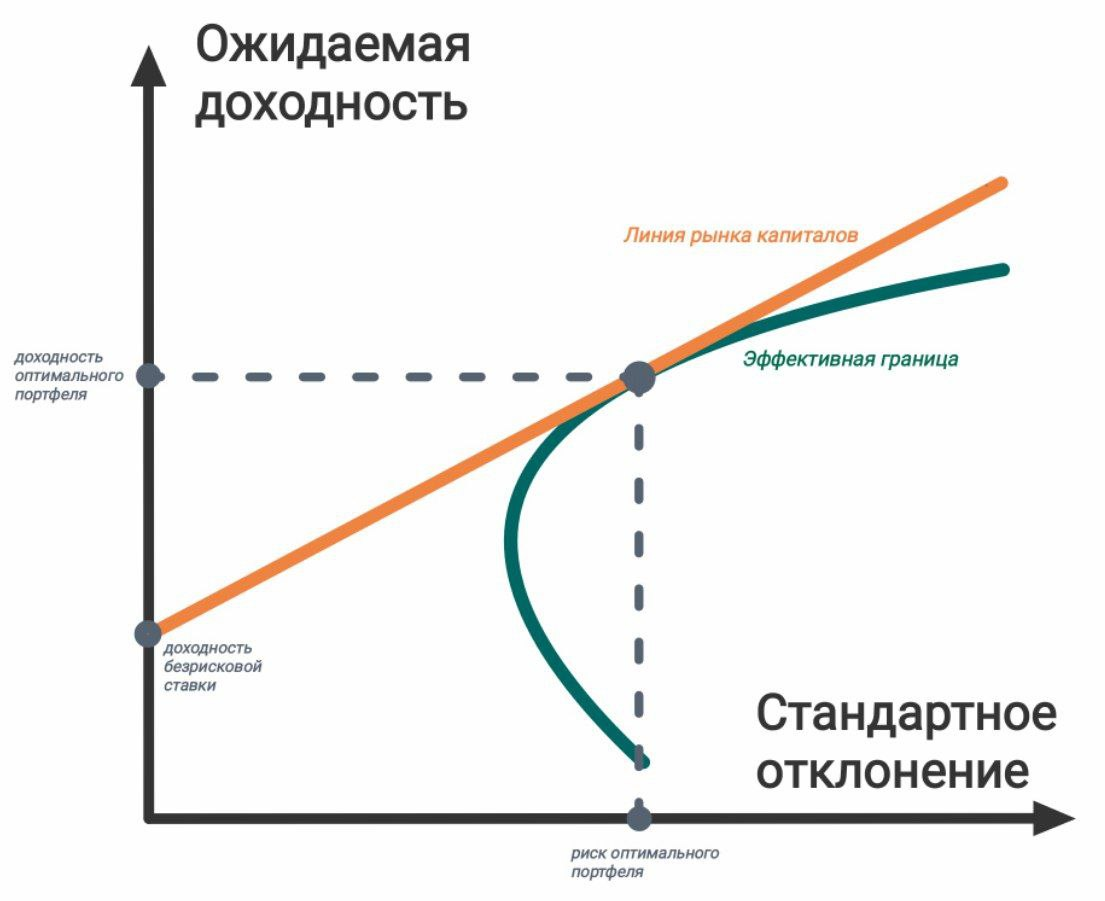 Ожидаемая
доходность
Линия рынка капиталов
Эффективная граница
доходность
оптимального
портфеля
доходность
безрисковой
ставки
Стандартное
отклонение
риск оптимального
портфеля